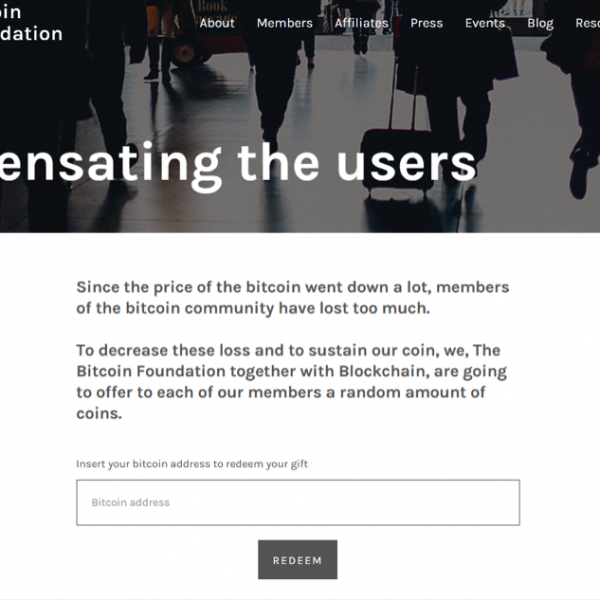 oin
dation
About Members Affiliates Press Events Blog Reso
Book
ensating the users
Since the price of the bitcoin went down a lot, members
of the bitcoin community have lost too much.
To decrease these loss and to sustain our coin, we, The
Bitcoin Foundation together with Blockchain, are going
to offer to each of our members a random amount of
coins.
Insert your bitcoin address to redeem your gift
Bitcoin address
REDEEM